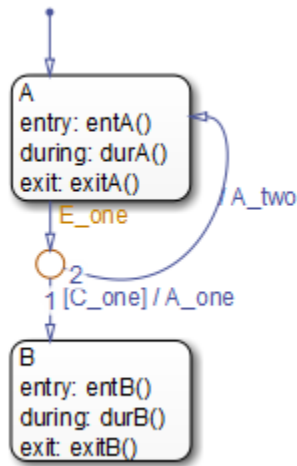 A
entry: entA()
during: durA()
exit: exitA()
E_one
/ A_two
2
1 [C_one] / A_one
B
entry: entB()
during: durB()
exit: exitB()